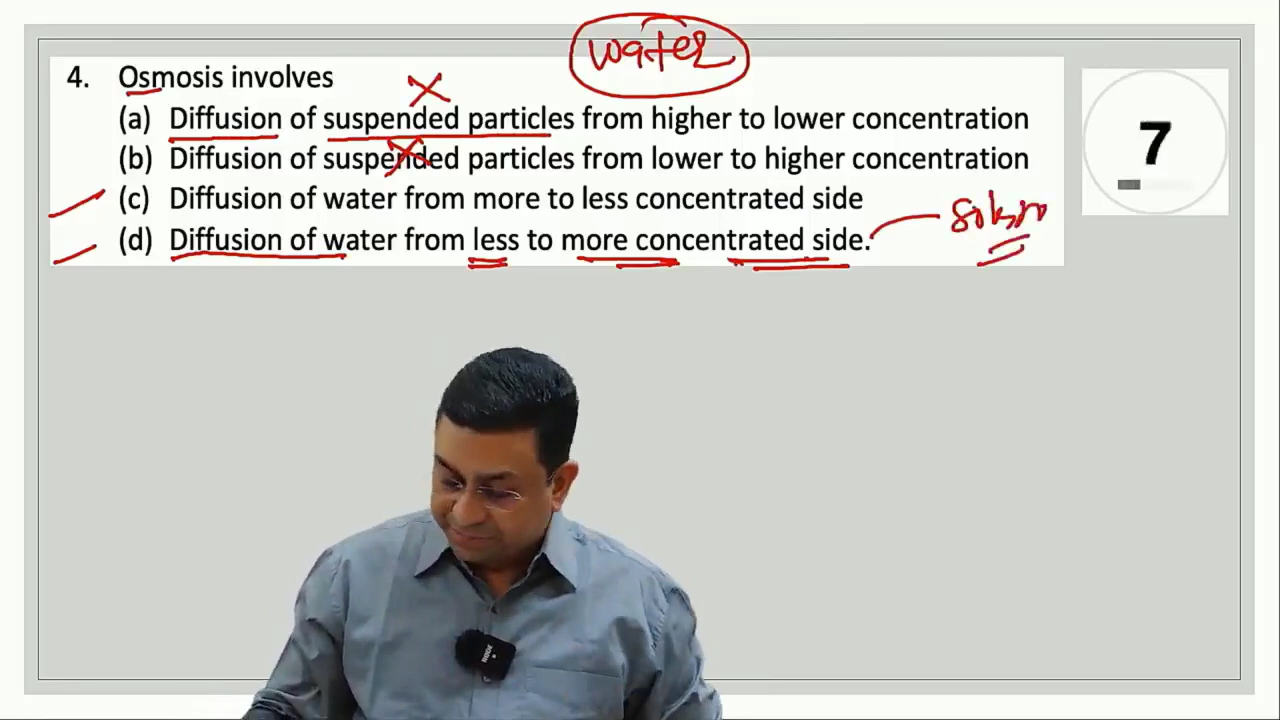 water
4. Osmosis involves
(a) Diffusion of suspended particles from higher to lower concentration
(b) Diffusion of suspended particles from lower to higher concentration
(c) Diffusion of water from more to less concentrated side
(d) Diffusion of water from less to more concentrated side.
7